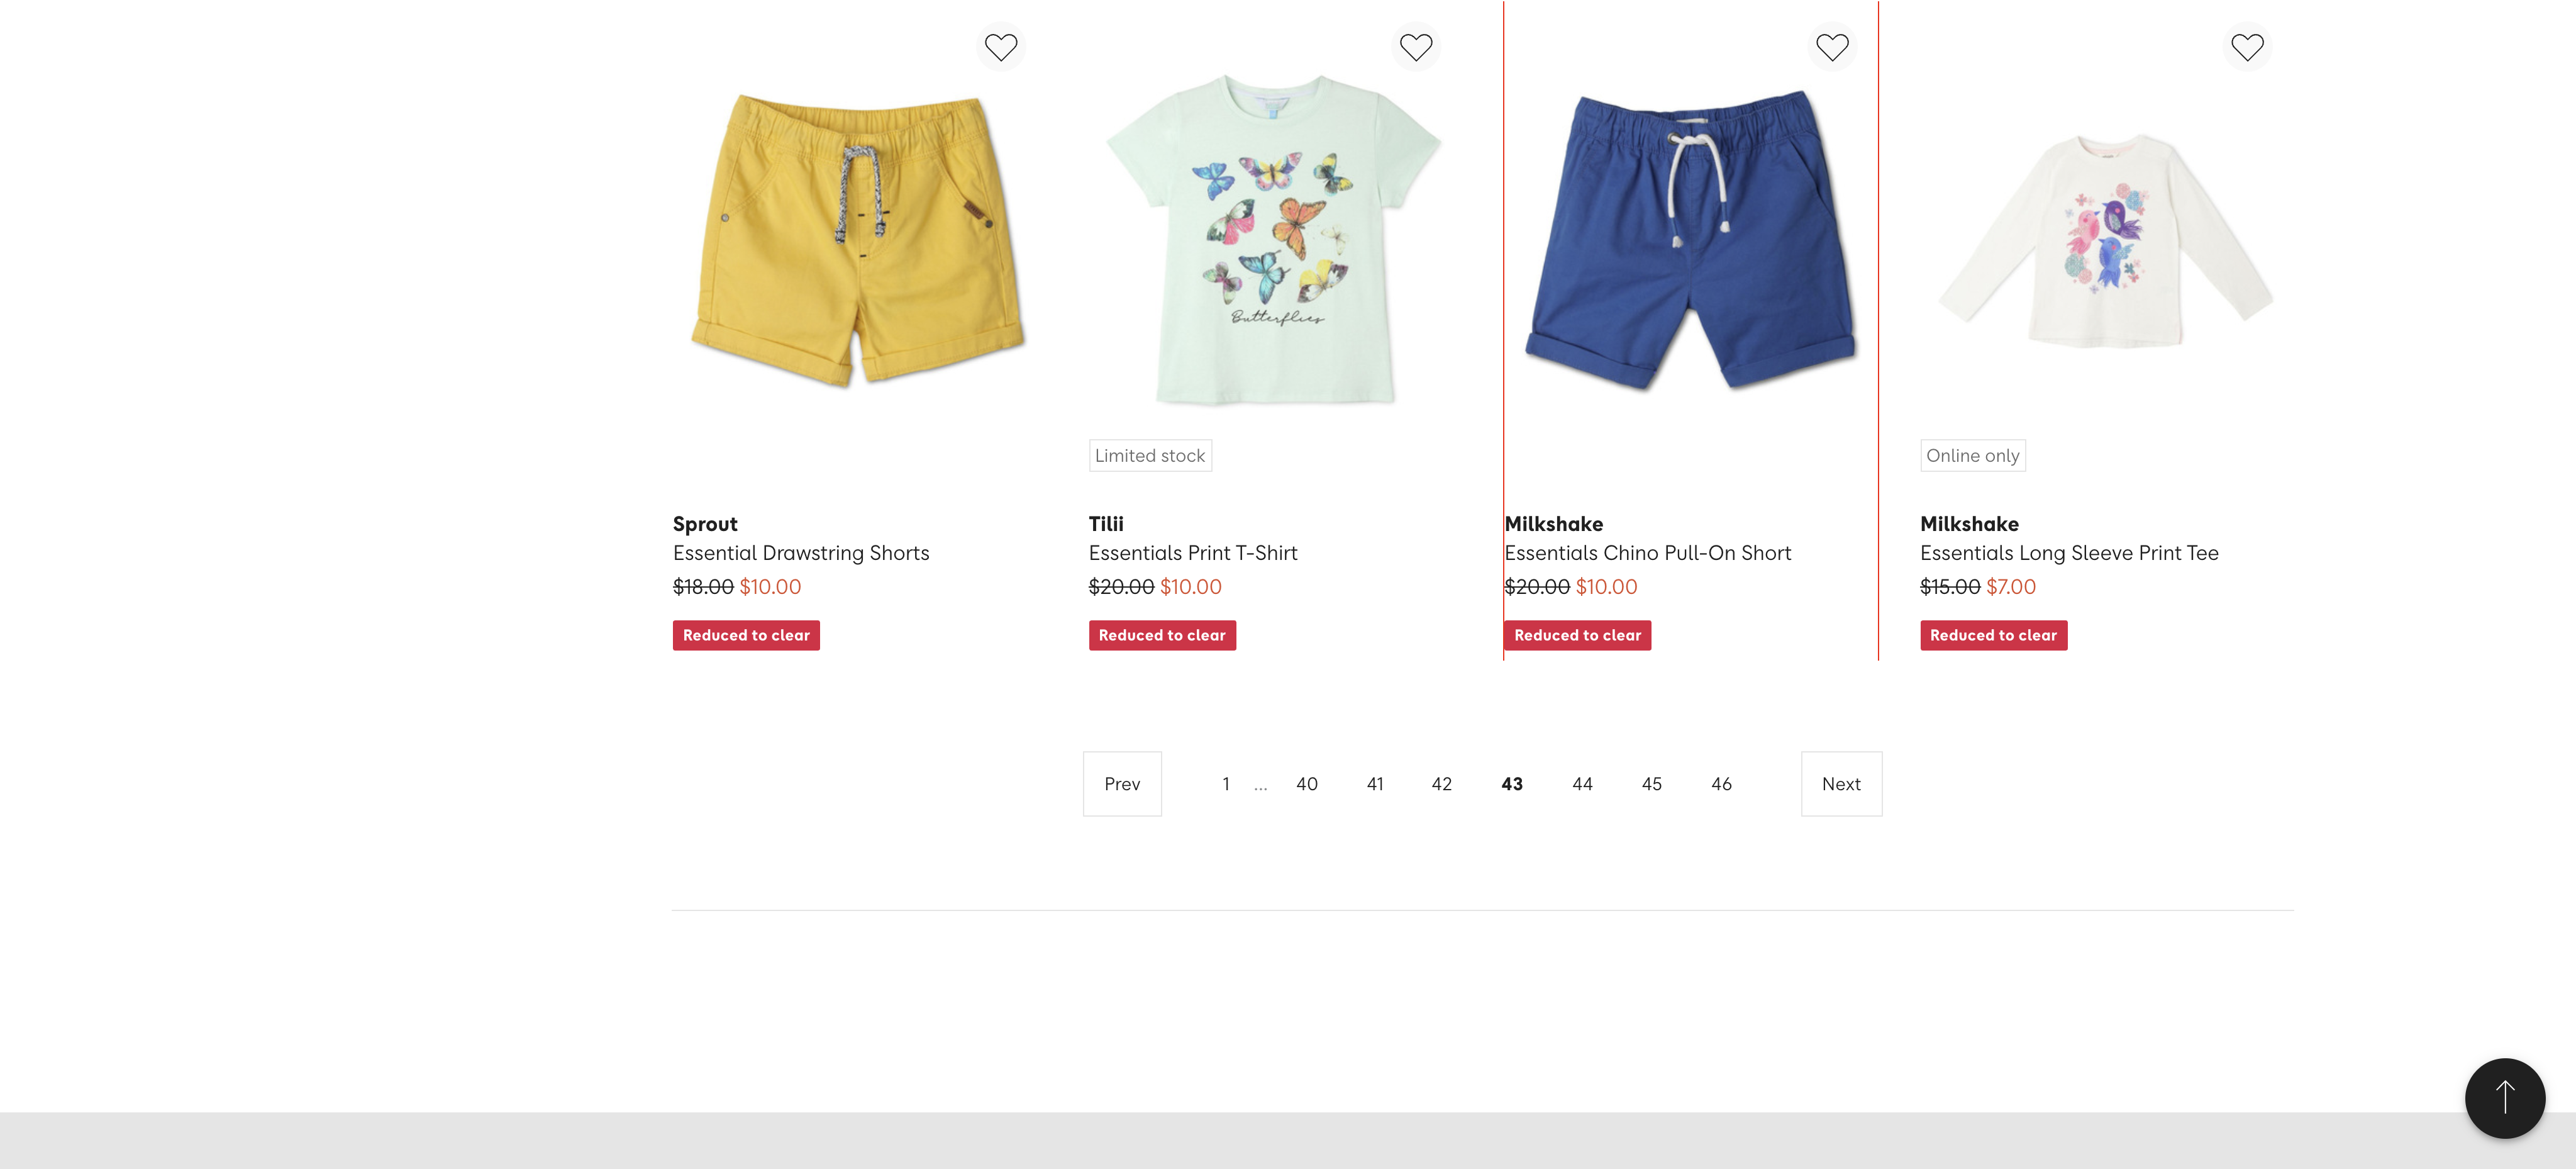 Butterflies
Limited stock
Online only
Sprout
Essential Drawstring Shorts
$18.00 $10.00
Reduced to clear
Tilii
Essentials Print T-Shirt
$20.00 $10.00
Reduced to clear
Milkshake
Essentials Chino Pull-On Short
$20.00 $10.00
Reduced to clear
Milkshake
Essentials Long Sleeve Print Tee
$15.00 $7.00
Reduced to clear
Prev 1 ... 40 41 42 43 44 45 46 Next